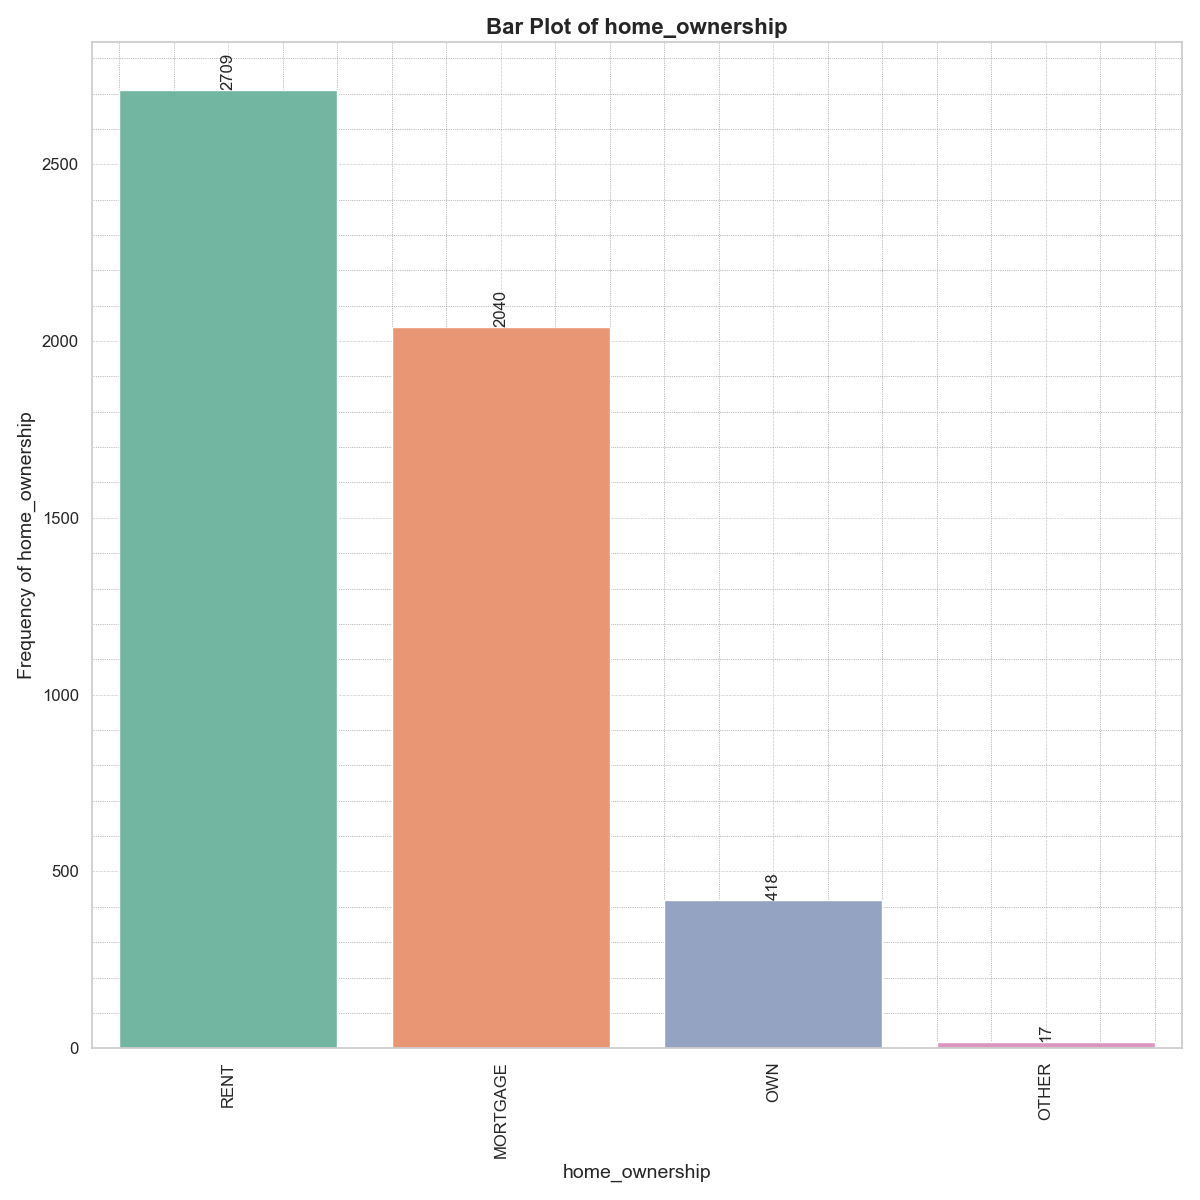 Bar Plot of home_ownership
Frequency of home_ownership
2500
2000
1500
1000
500
0
2709
2040
418
17
RENT
MORTGAGE
OWN
OTHER
home_ownership